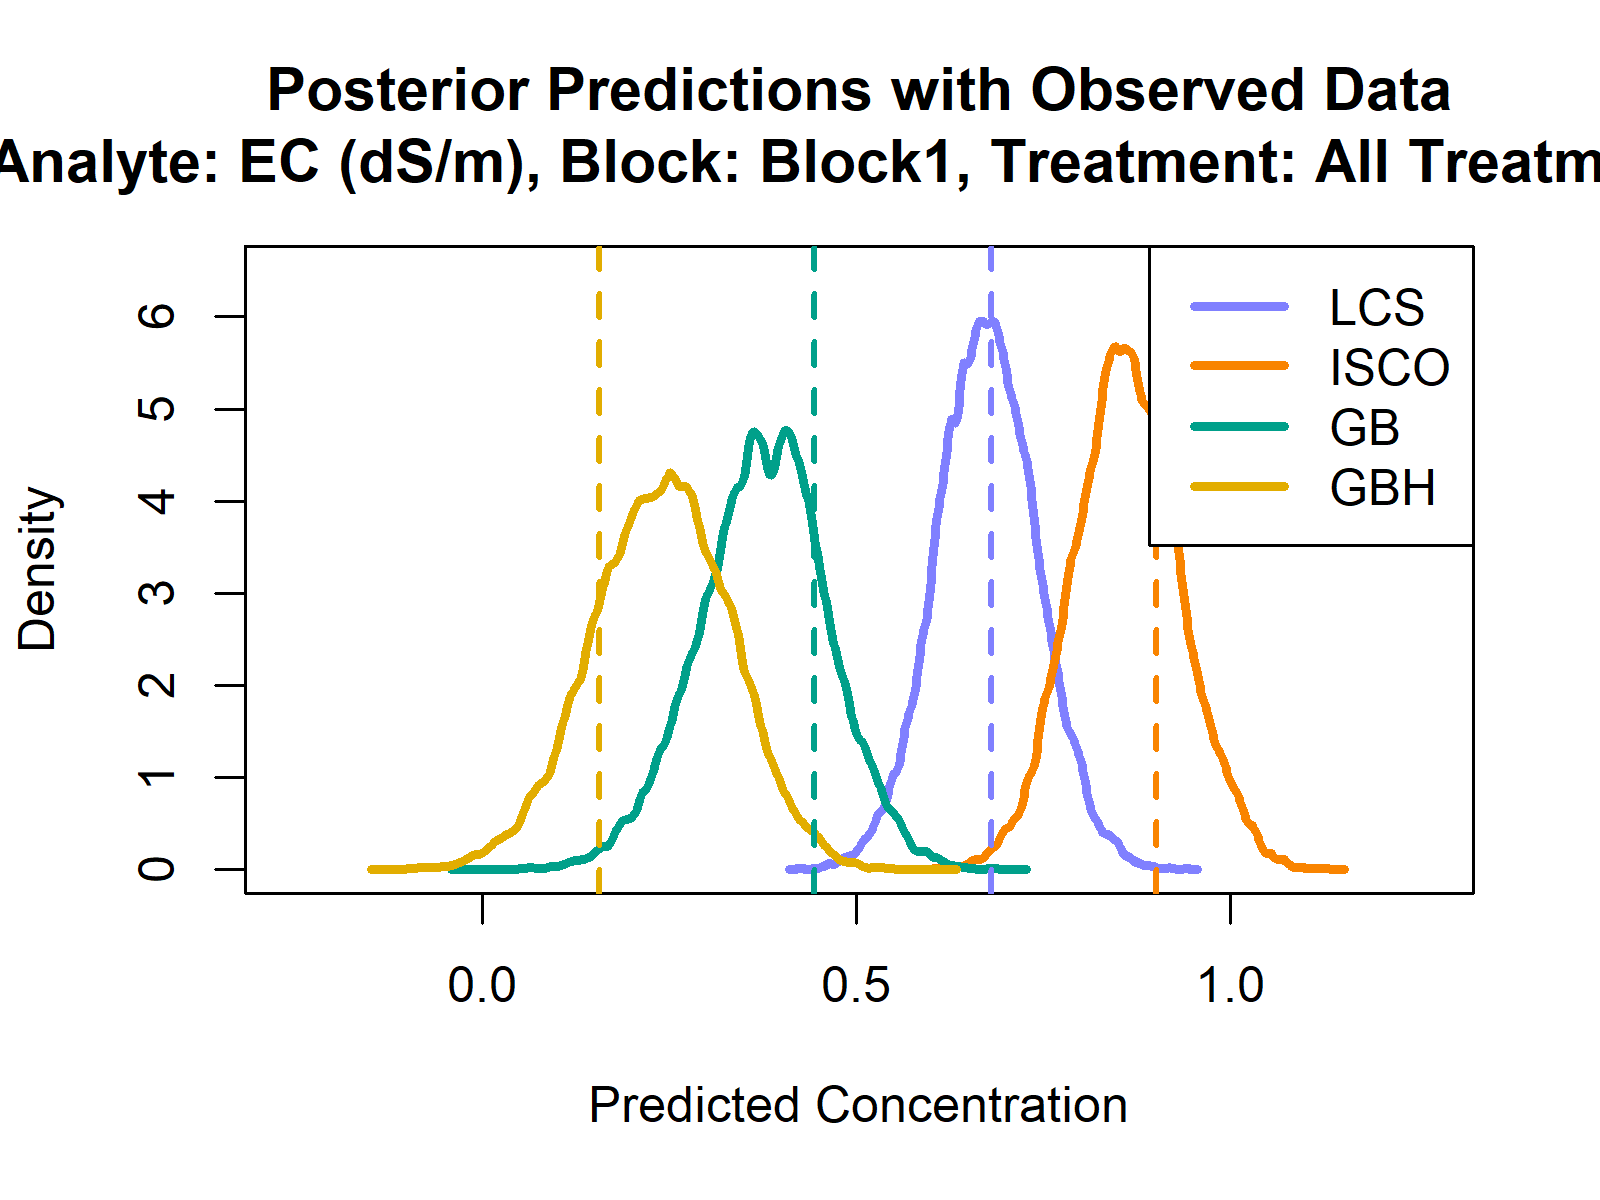 Posterior Predictions with Observed Data
Analyte: EC (dS/m), Block: Block1, Treatment: All Treatm
LCS
ISCO
GB
GBH
Density
0 1 2 3 4 5 6
0.0 0.5 1.0
Predicted Concentration